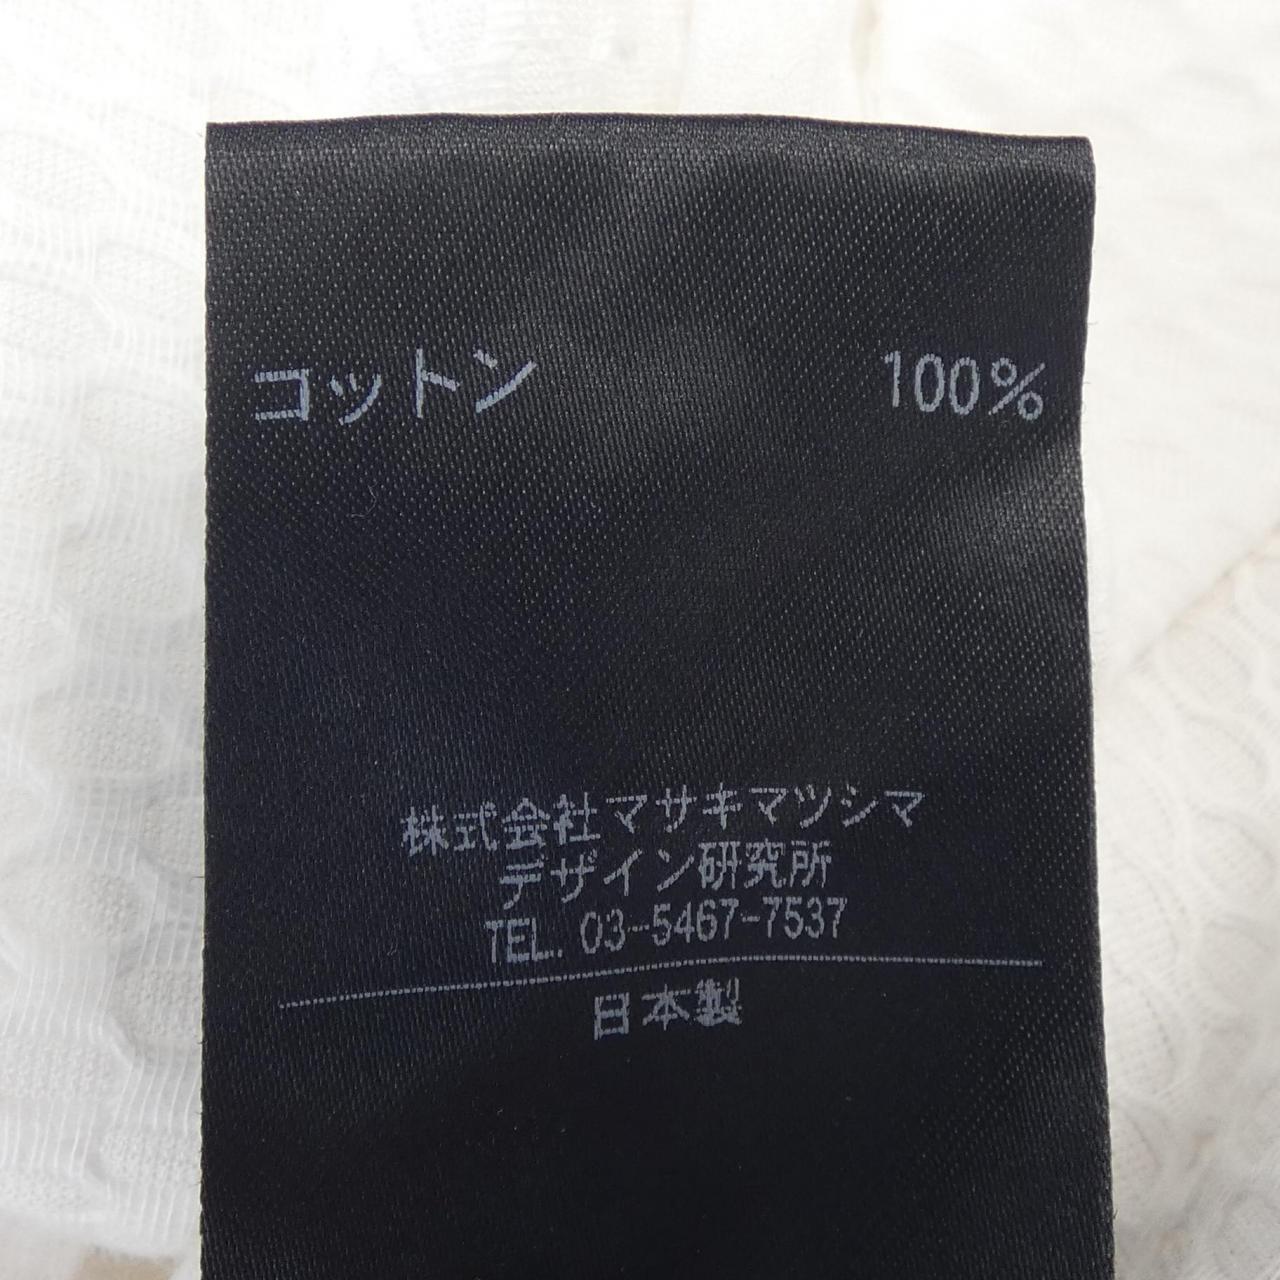 コットン 100%
株式会社マサキマツシマ
デザイン研究所
TEL. 03-5467-7537
日本製